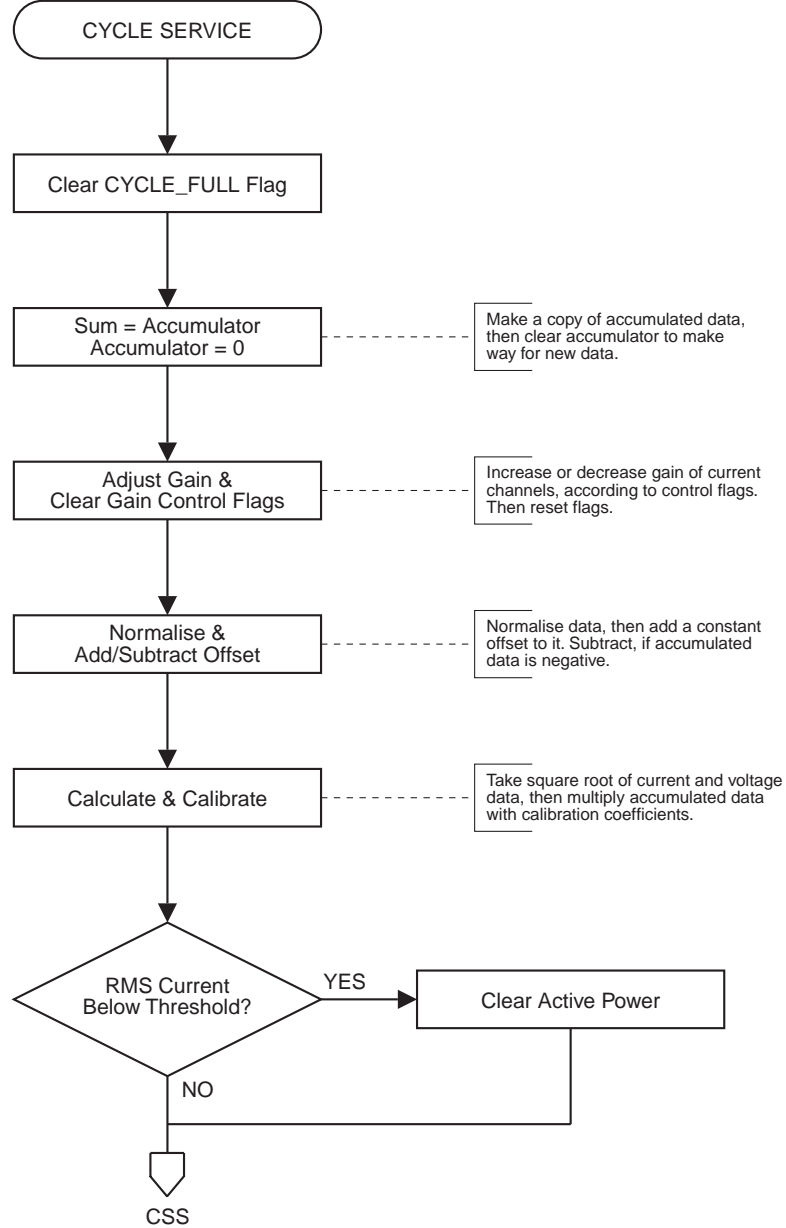 CYCLE SERVICE
Clear CYCLE_FULL Flag
Sum = Accumulator
Accumulator = 0
Make a copy of accumulated data,
then clear accumulator to make
way for new data.
Adjust Gain &
Clear Gain Control Flags
Increase or decrease gain of current
channels, according to control flags.
Then reset flags.
Normalise &
Add/Subtract Offset
Normalise data, then add a constant
offset to it. Subtract, if accumulated
data is negative.
Calculate & Calibrate
Take square root of current and voltage
data, then multiply accumulated data
with calibration coefficients.
RMS Current
Below Threshold?
YES
Clear Active Power
NO
CSS